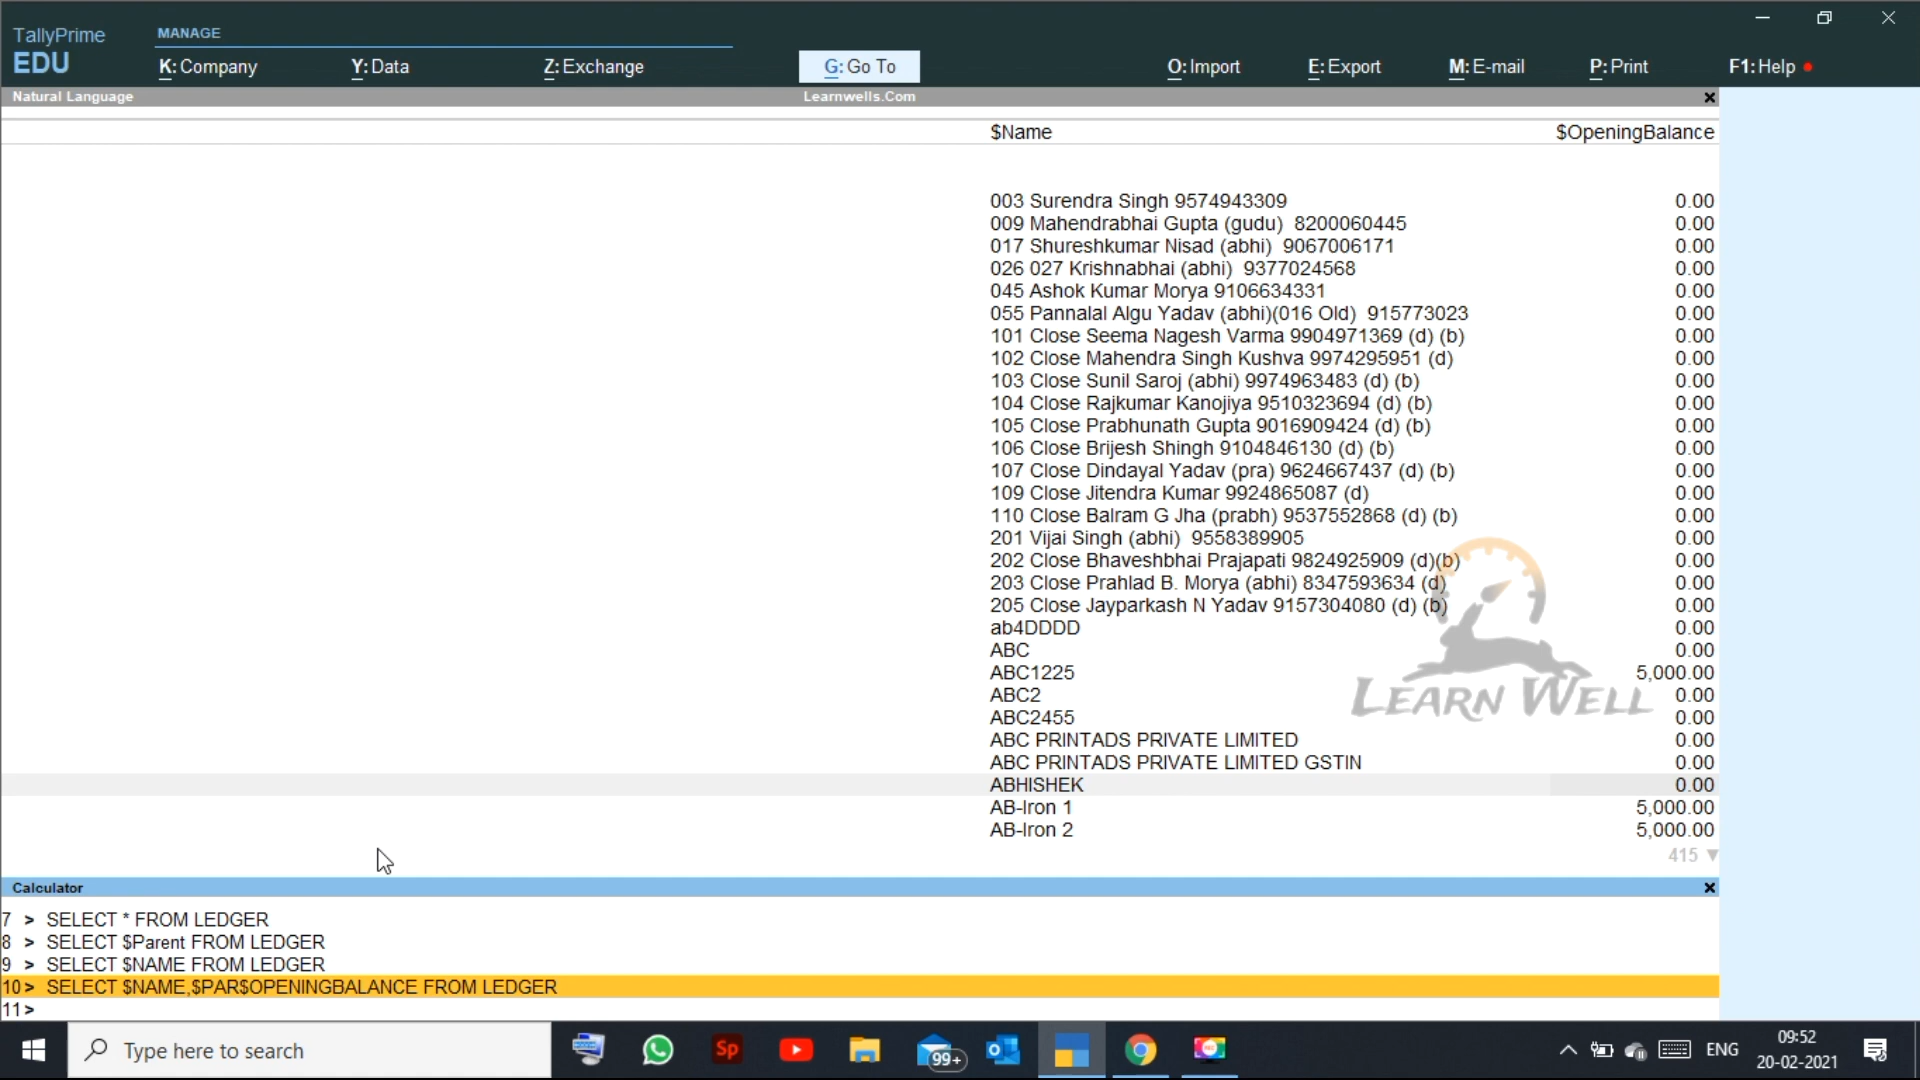 TallyPrime
EDU
MANAGE
K: Company
Y: Data
Z: Exchange
G: Go To
O: Import
E: Export
M: E-mail
P: Print
F1: Help
Natural Language
Learnwells.Com
$Name $OpeningBalance
003 Surendra Singh 9574943309 0.00
009 Mahendrabhai Gupta (gudu) 8200060445 0.00
017 Shureshkumar Nisad (abhi) 9067006171 0.00
026 027 Krishnabhai (abhi) 9377024568 0.00
045 Ashok Kumar Morya 9106634331 0.00
055 Pannalal Algu Yadav (abhi)(016 Old) 915773023 0.00
101 Close Seema Nagesh Varma 9904971369 (d) (b) 0.00
102 Close Mahendra Singh Kushva 9974295951 (d) 0.00
103 Close Sunil Saroj (abhi) 9974963483 (d) (b) 0.00
104 Close Rajkumar Kanojiya 9510323694 (d) (b) 0.00
105 Close Prabhunath Gupta 9016909424 (d) (b) 0.00
106 Close Brijesh Shingh 9104846130 (d) (b) 0.00
107 Close Dindayal Yadav (pra) 9624667437 (d) (b) 0.00
109 Close Jitendra Kumar 9924865087 (d) 0.00
110 Close Balram G Jha (prabh) 9537552868 (d) (b) 0.00
201 Vijai Singh (abhi) 9558389905 0.00
202 Close Bhaveshbhai Prajapati 9824925909 (d)(b) 0.00
203 Close Prahlad B. Morya (abhi) 8347593634 (d) 0.00
205 Close Jayparkash N Yadav 9157304080 (d) (b) 0.00
ab4DDDD 0.00
ABC 0.00
ABC1225 5,000.00
ABC2 0.00
ABC2455 0.00
ABC PRINTADS PRIVATE LIMITED 0.00
ABC PRINTADS PRIVATE LIMITED GSTIN 0.00
ABHISHEK 0.00
AB-Iron 1 5,000.00
AB-Iron 2 5,000.00
415 ▼
LEARN WELL
Calculator
7 > SELECT * FROM LEDGER
8 > SELECT $Parent FROM LEDGER
9 > SELECT $NAME FROM LEDGER
10> SELECT $NAME,$PAR$OPENINGBALANCE FROM LEDGER
11>
Type here to search
Sp
99+
ENG
09:52
20-02-2021